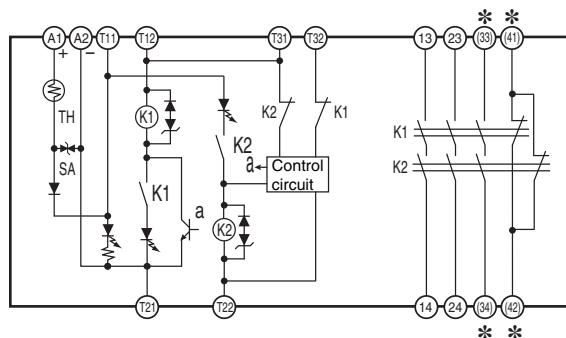 ✻ ✻
A1 A2 T11 T12 T31 T32 13 23 (33) (41)
+ −
TH
SA
K1
K1
a
K2
K2
K2
K1
a
Control
circuit
K1
K2
T21 T22 14 24 (34) (42)
✻ ✻